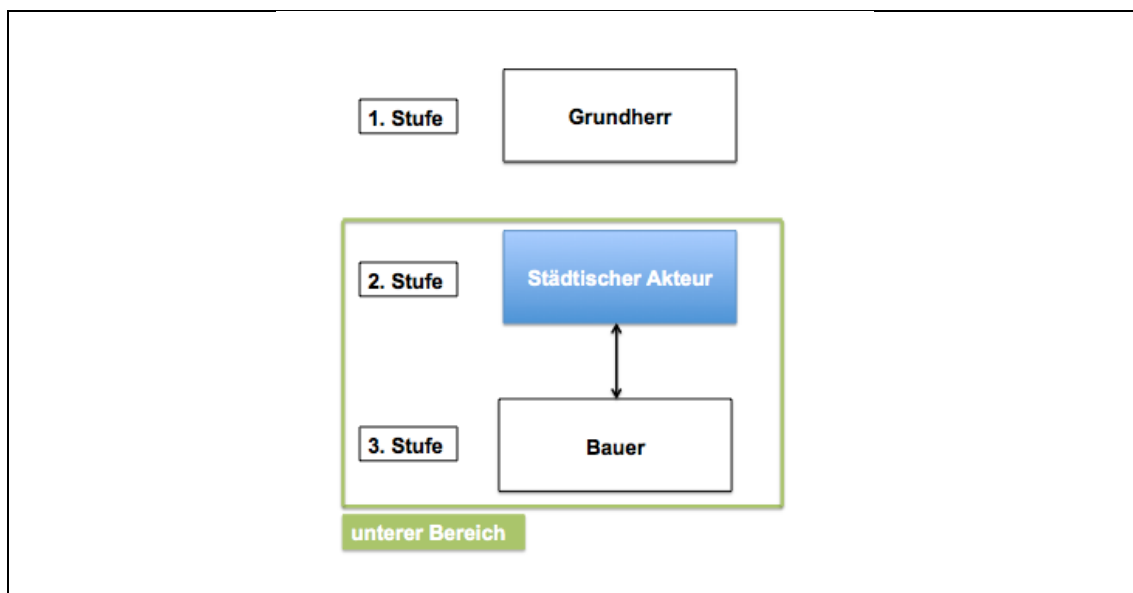 1. Stufe
Grundherr
2. Stufe
Städtischer Akteur
3. Stufe
Bauer
unterer Bereich